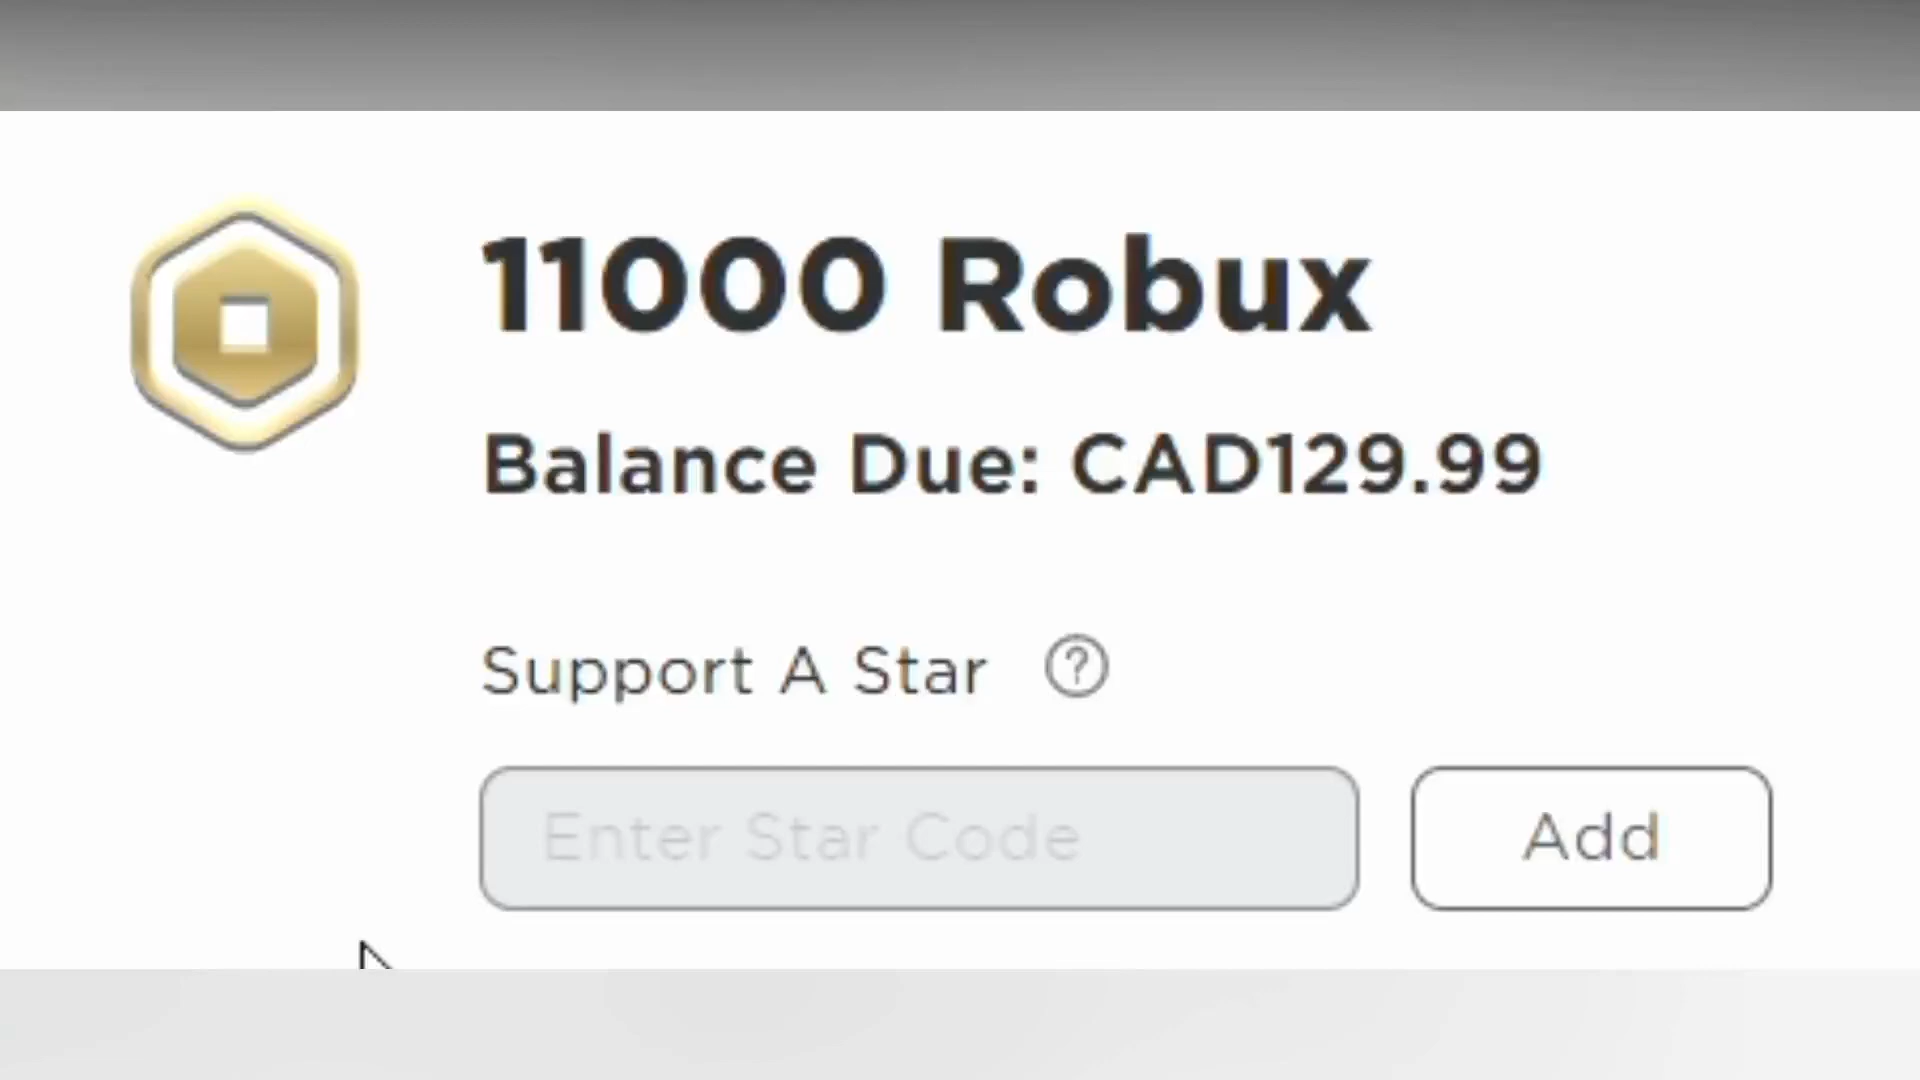 11000 Robux
Balance Due: CAD129.99
Support A Star ?
Enter Star Code
Add